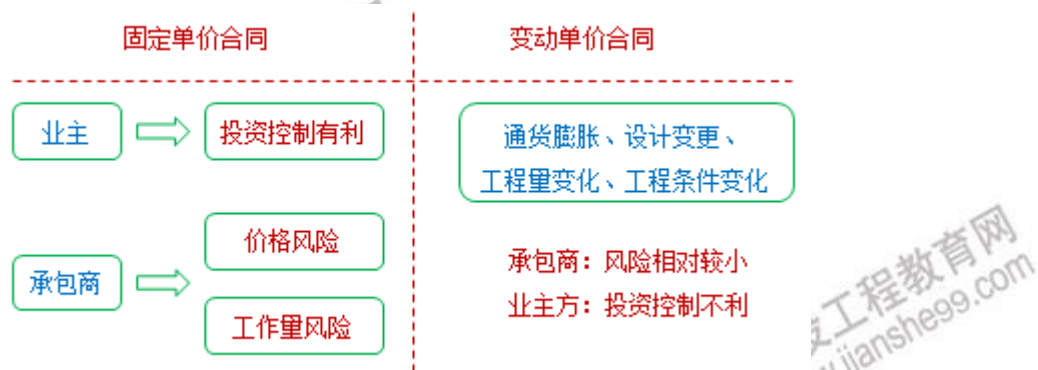 固定单价合同
变动单价合同
业主
投资控制有利
承包商
价格风险
工作量风险
通货膨胀、设计变更、
工程量变化、工程条件变化
承包商：风险相对较小
业主方：投资控制不利
工程教育网
jianshe99.com